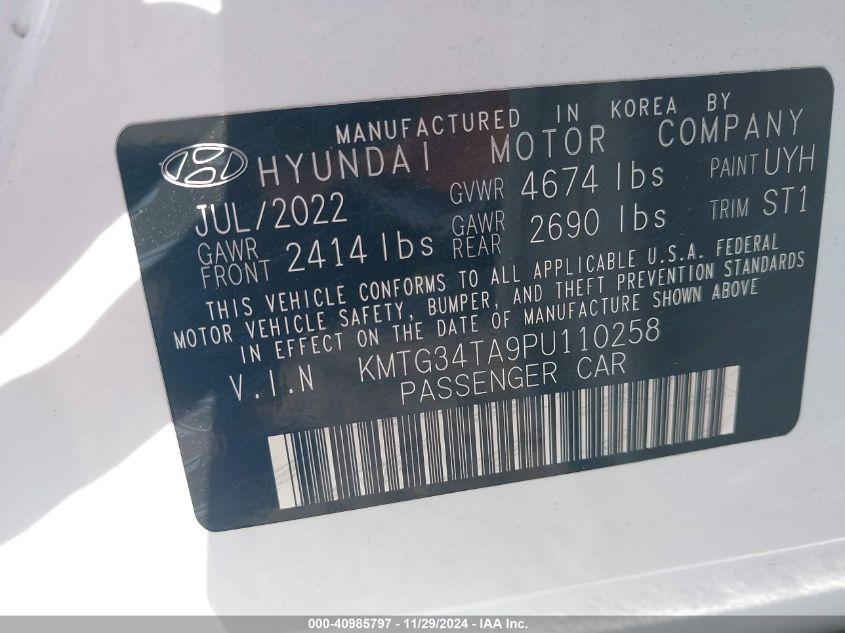 MANUFACTURED IN KOREA BY
HYUNDAI MOTOR COMPANY
JUL/2022 GVWR 4674 lbs PAINT UYH
GAWR FRONT 2414 lbs GAWR REAR 2690 lbs TRIM ST1
THIS VEHICLE CONFORMS TO ALL APPLICABLE U.S.A. FEDERAL
MOTOR VEHICLE SAFETY, BUMPER, AND THEFT PREVENTION STANDARDS
IN EFFECT ON THE DATE OF MANUFACTURE SHOWN ABOVE
V.I.N KMTG34TA9PU110258
PASSENGER CAR
000-40985797 - 11/29/2024 - IAA Inc.